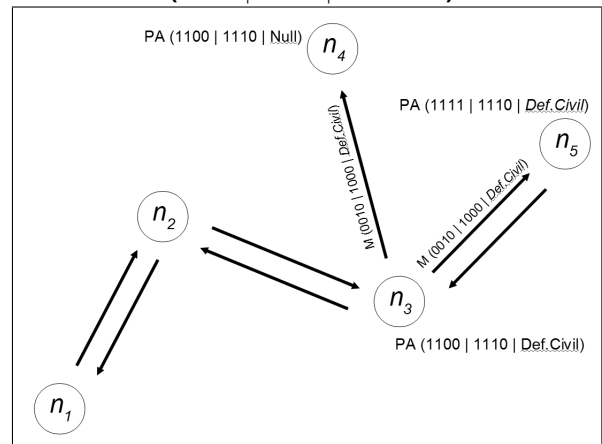 PA (1100 | 1110 | Null)
n4
PA (1111 | 1110 | Def.Civil)
n5
M (0010 | 1000 | Def.Civil)
M (0010 | 1000 | Def.Civil)
n2
n3
PA (1100 | 1110 | Def.Civil)
n1